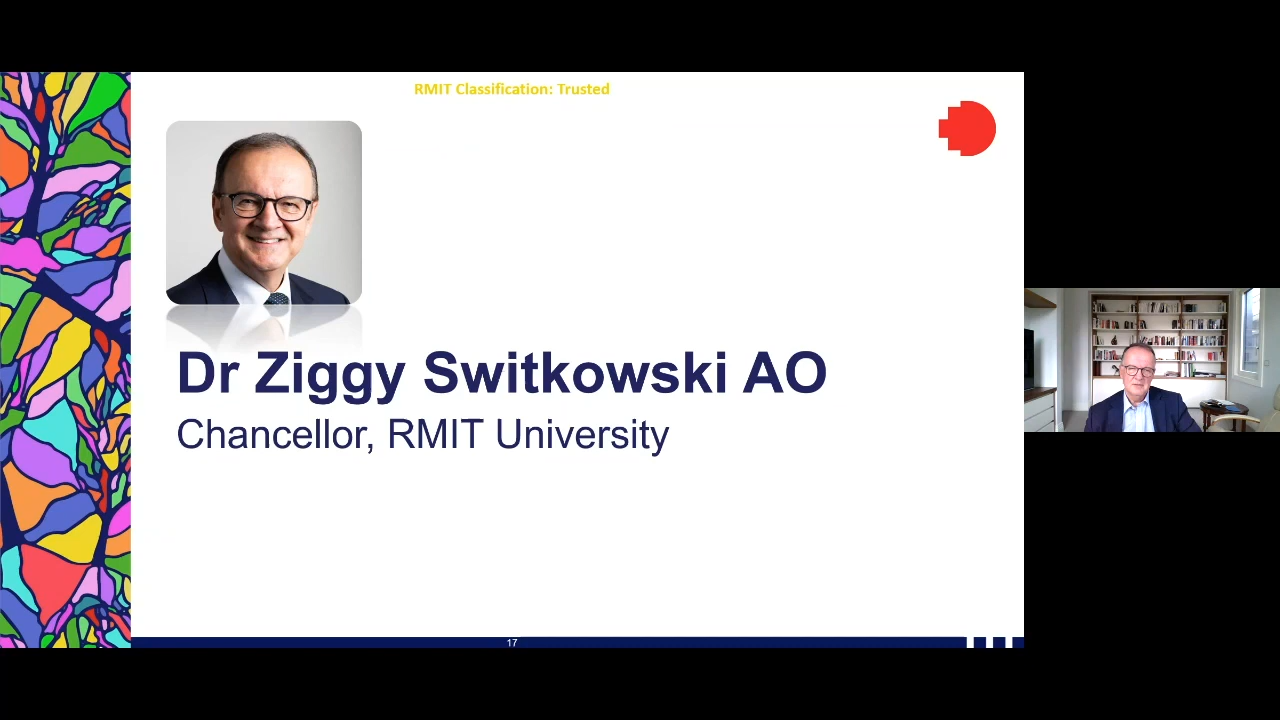 RMIT Classification: Trusted
Dr Ziggy Switkowski AO
Chancellor, RMIT University
17